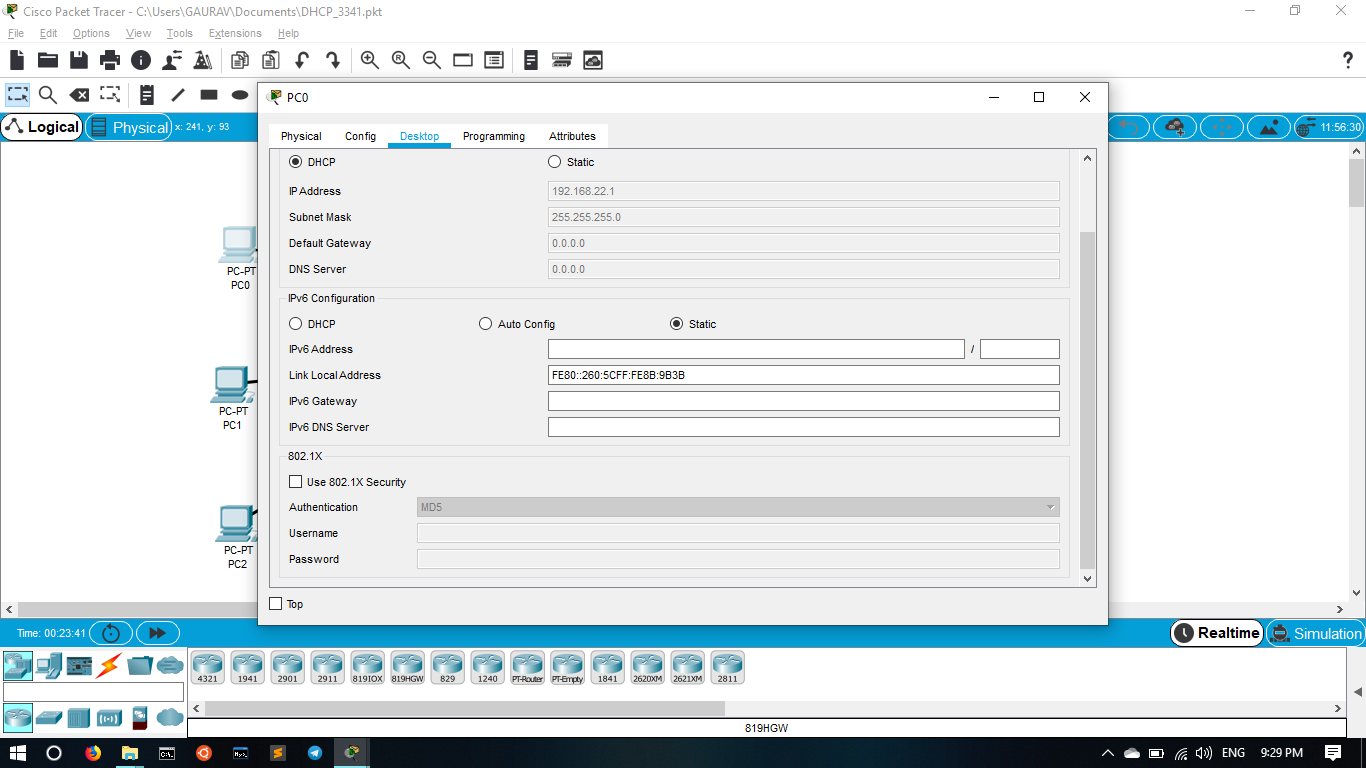 Cisco Packet Tracer - C:\Users\GAURAV\Documents\DHCP_3341.pkt
File Edit Options View Tools Extensions Help
PC0
Logical Physical x: 241, y: 93 11:56:30
Physical Config Desktop Programming Attributes
DHCP Static
IP Address 192.168.22.1
Subnet Mask 255.255.255.0
Default Gateway 0.0.0.0
DNS Server 0.0.0.0
IPv6 Configuration
DHCP Auto Config Static
IPv6 Address /
Link Local Address FE80::260:5CFF:FE8B:9B3B
IPv6 Gateway
IPv6 DNS Server
802.1X
Use 802.1X Security
Authentication MD5
Username
Password
Top
PC-PT
PC0
PC-PT
PC1
PC-PT
PC2
Time: 00:23:41 Realtime Simulation
4321 1941 2901 2911 819IOX 819HGW 829 1240 PT-Router PT-Empty 1841 2620XM 2621XM 2811
819HGW
ENG 9:29 PM